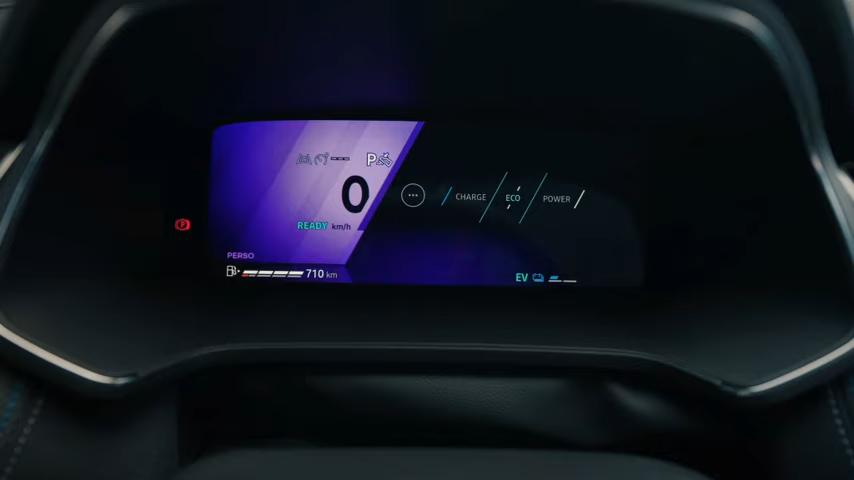 --- P
0
READY km/h
CHARGE ECO POWER
P
PERSO
710 km
EV